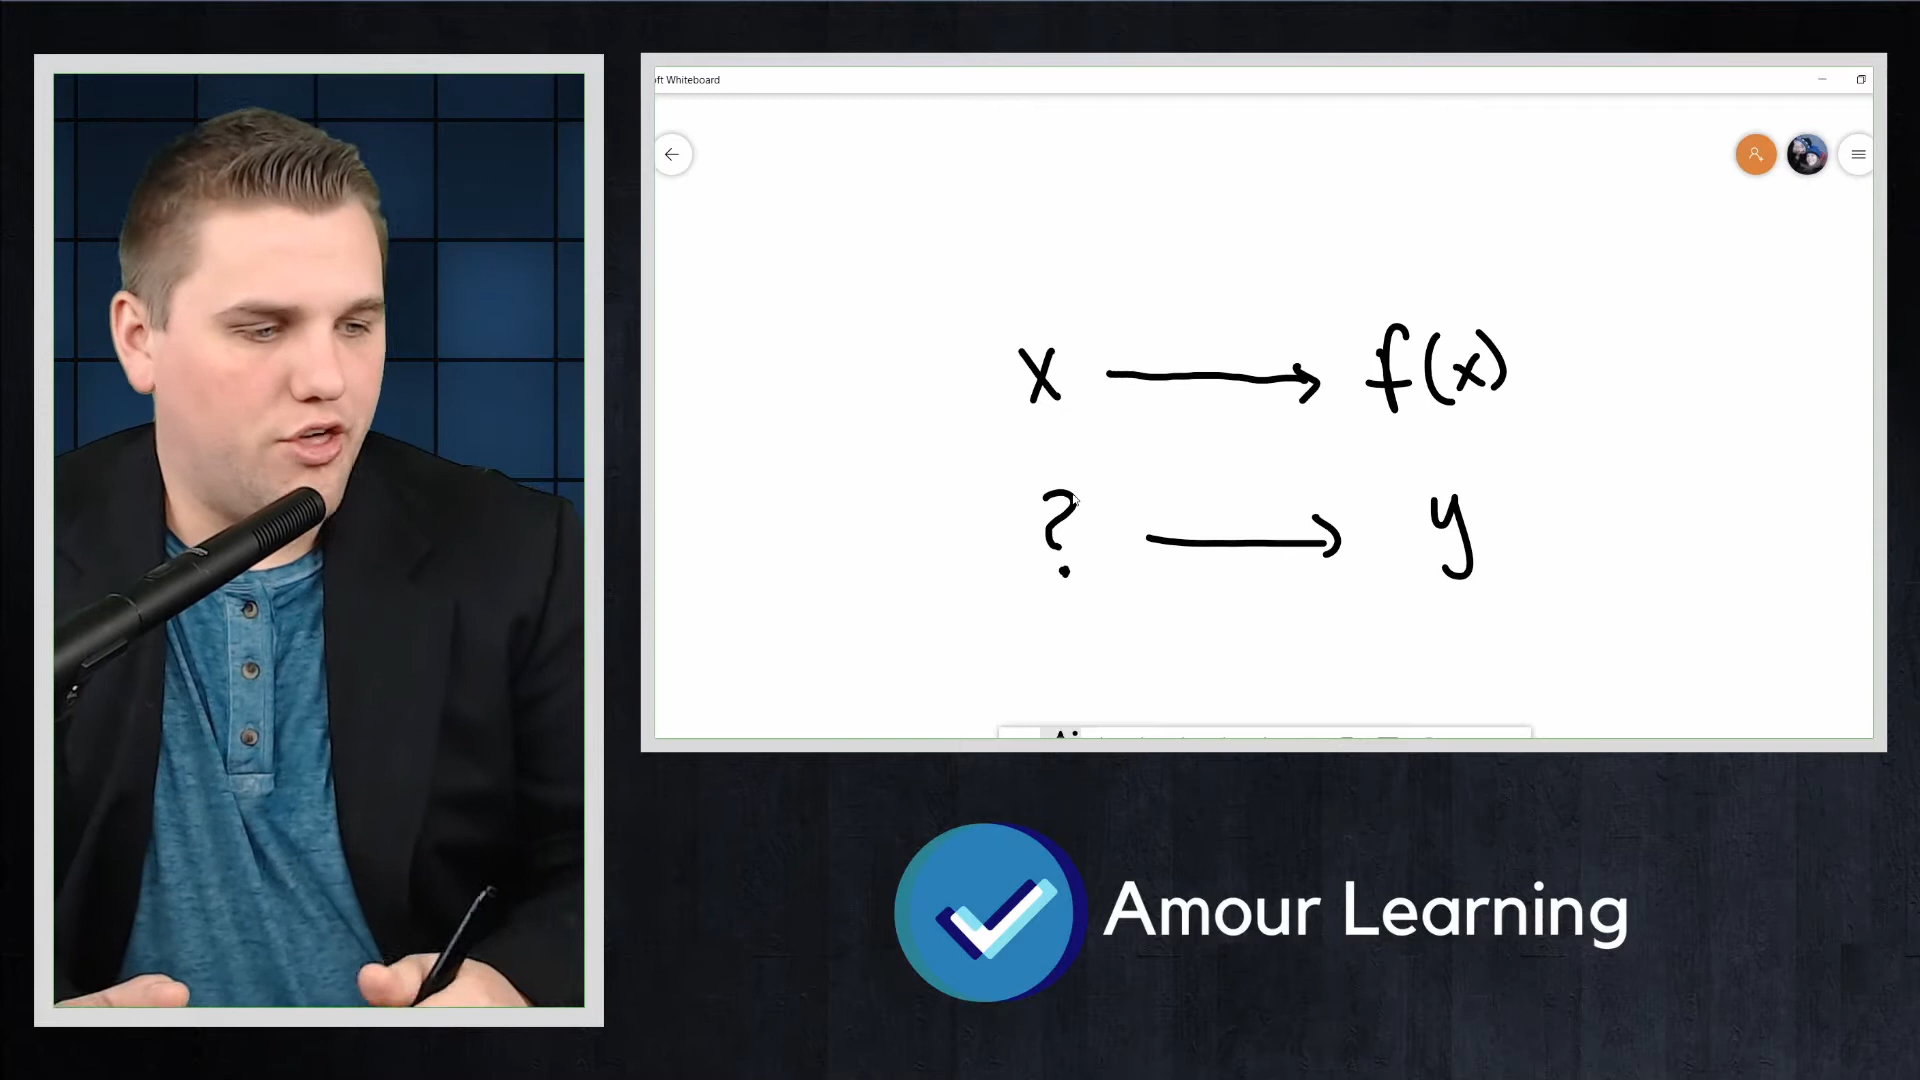 ft Whiteboard
x → f(x)
? → y
Amour Learning